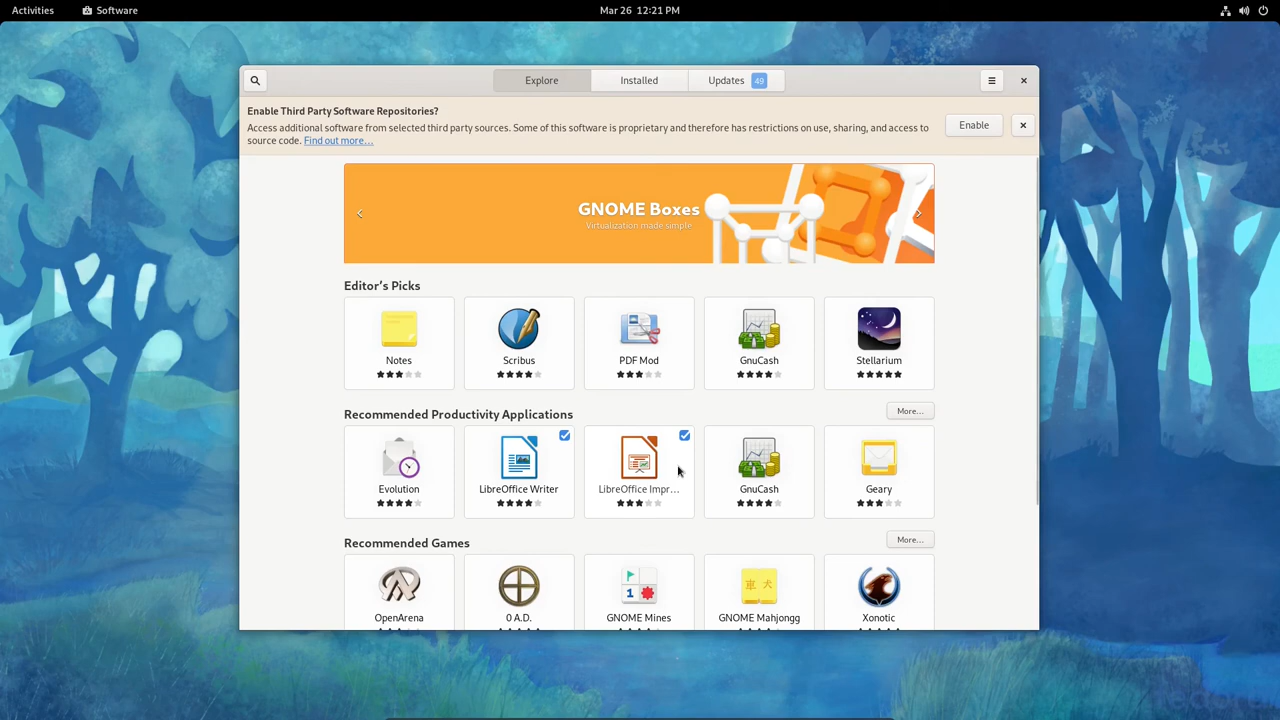 Activities
Software
Mar 26 12:21 PM
Explore
Installed
Updates 49
Enable Third Party Software Repositories?
Access additional software from selected third party sources. Some of this software is proprietary and therefore has restrictions on use, sharing, and access to
source code. Find out more…
Enable
GNOME Boxes
Virtualization made simple
Editor's Picks
Notes
Scribus
PDF Mod
GnuCash
Stellarium
Recommended Productivity Applications
More…
Evolution
LibreOffice Writer
LibreOffice Impr…
GnuCash
Geary
Recommended Games
More…
OpenArena
0 A.D.
GNOME Mines
GNOME Mahjongg
Xonotic